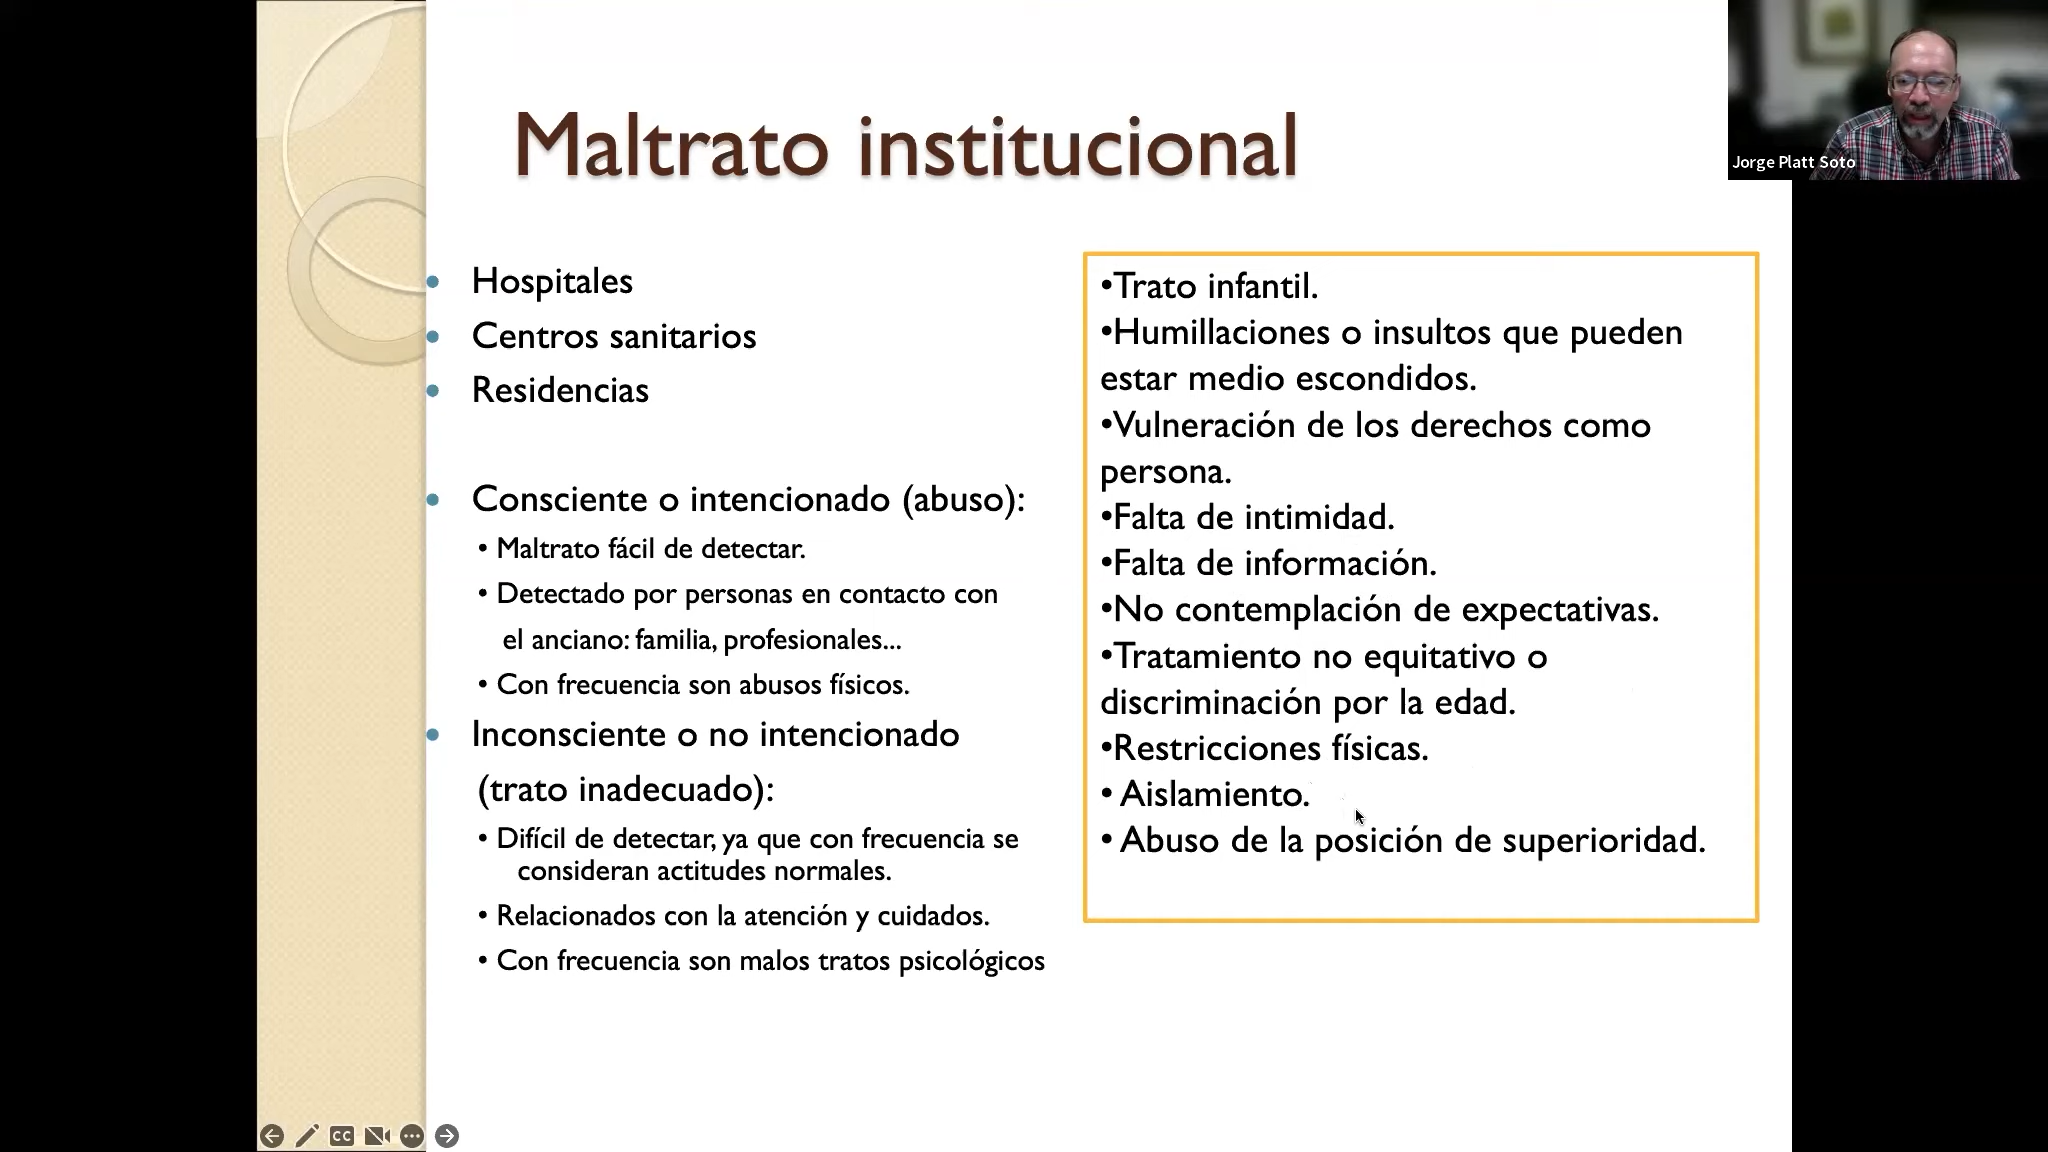 Maltrato institucional
Jorge Platt Soto
• Hospitales
• Centros sanitarios
• Residencias
• Consciente o intencionado (abuso):
• Maltrato fácil de detectar.
• Detectado por personas en contacto con
el anciano: familia, profesionales...
• Con frecuencia son abusos físicos.
• Inconsciente o no intencionado
(trato inadecuado):
• Difícil de detectar, ya que con frecuencia se
consideran actitudes normales.
• Relacionados con la atención y cuidados.
• Con frecuencia son malos tratos psicológicos
•Trato infantil.
•Humillaciones o insultos que pueden
estar medio escondidos.
•Vulneración de los derechos como
persona.
•Falta de intimidad.
•Falta de información.
•No contemplación de expectativas.
•Tratamiento no equitativo o
discriminación por la edad.
•Restricciones físicas.
• Aislamiento.
• Abuso de la posición de superioridad.
CC